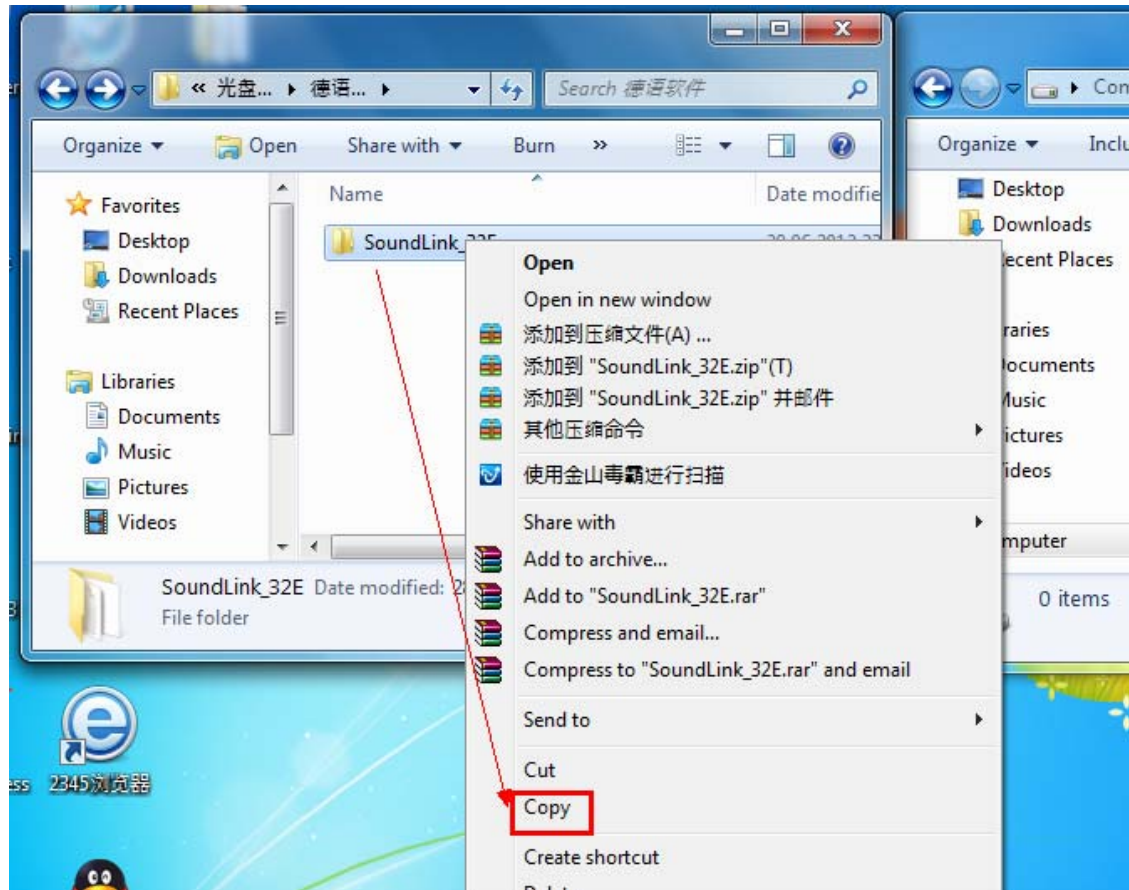 « 光盘... ▸ 德语... ▸
Search 德语软件
Com
Organize
Open
Share with
Burn
»
Organize
Inclu
Favorites
Desktop
Downloads
Recent Places
Libraries
Documents
Music
Pictures
Videos
Name
Date modifie
SoundLink_32E
Desktop
Downloads
ecent Places
raries
ocuments
Music
ictures
ideos
mputer
0 items
Open
Open in new window
添加到压缩文件(A) ...
添加到 "SoundLink_32E.zip"(T)
添加到 "SoundLink_32E.zip" 并邮件
其他压缩命令
使用金山毒霸进行扫描
Share with
Add to archive...
Add to "SoundLink_32E.rar"
Compress and email...
Compress to "SoundLink_32E.rar" and email
Send to
Cut
Copy
Create shortcut
SoundLink_32E Date modified: 2
File folder
ess
2345浏览器